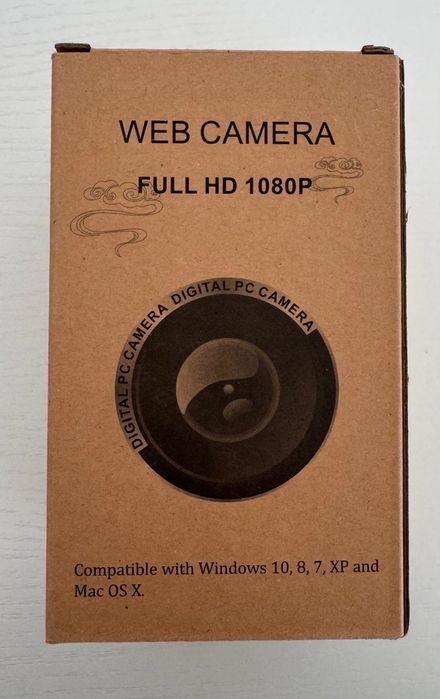 WEB CAMERA
FULL HD 1080P
DIGITAL PC CAMERA DIGITAL PC CAMERA
Compatible with Windows 10, 8, 7, XP and
Mac OS X.